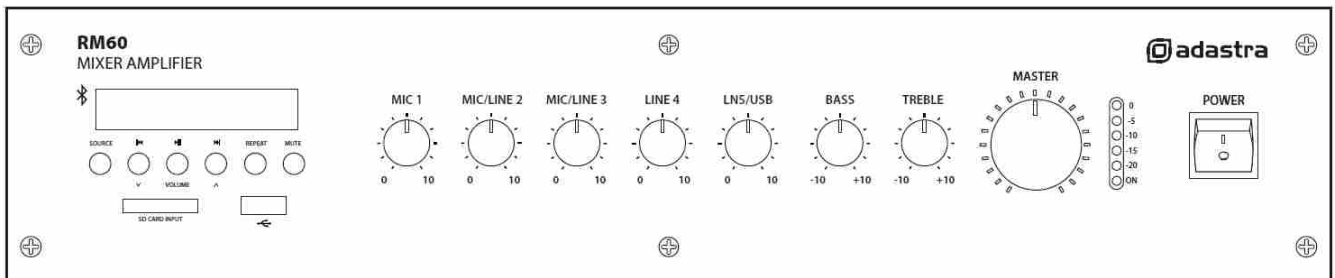 RM60
MIXER AMPLIFIER
adastra
SOURCE
REPEAT
MUTE
VOLUME
SD CARD INPUT
MIC 1
0 10
MIC/LINE 2
0 10
MIC/LINE 3
0 10
LINE 4
0 10
LN5/USB
0 10
BASS
-10 +10
TREBLE
-10 +10
MASTER
0
-5
-10
-15
-20
ON
POWER